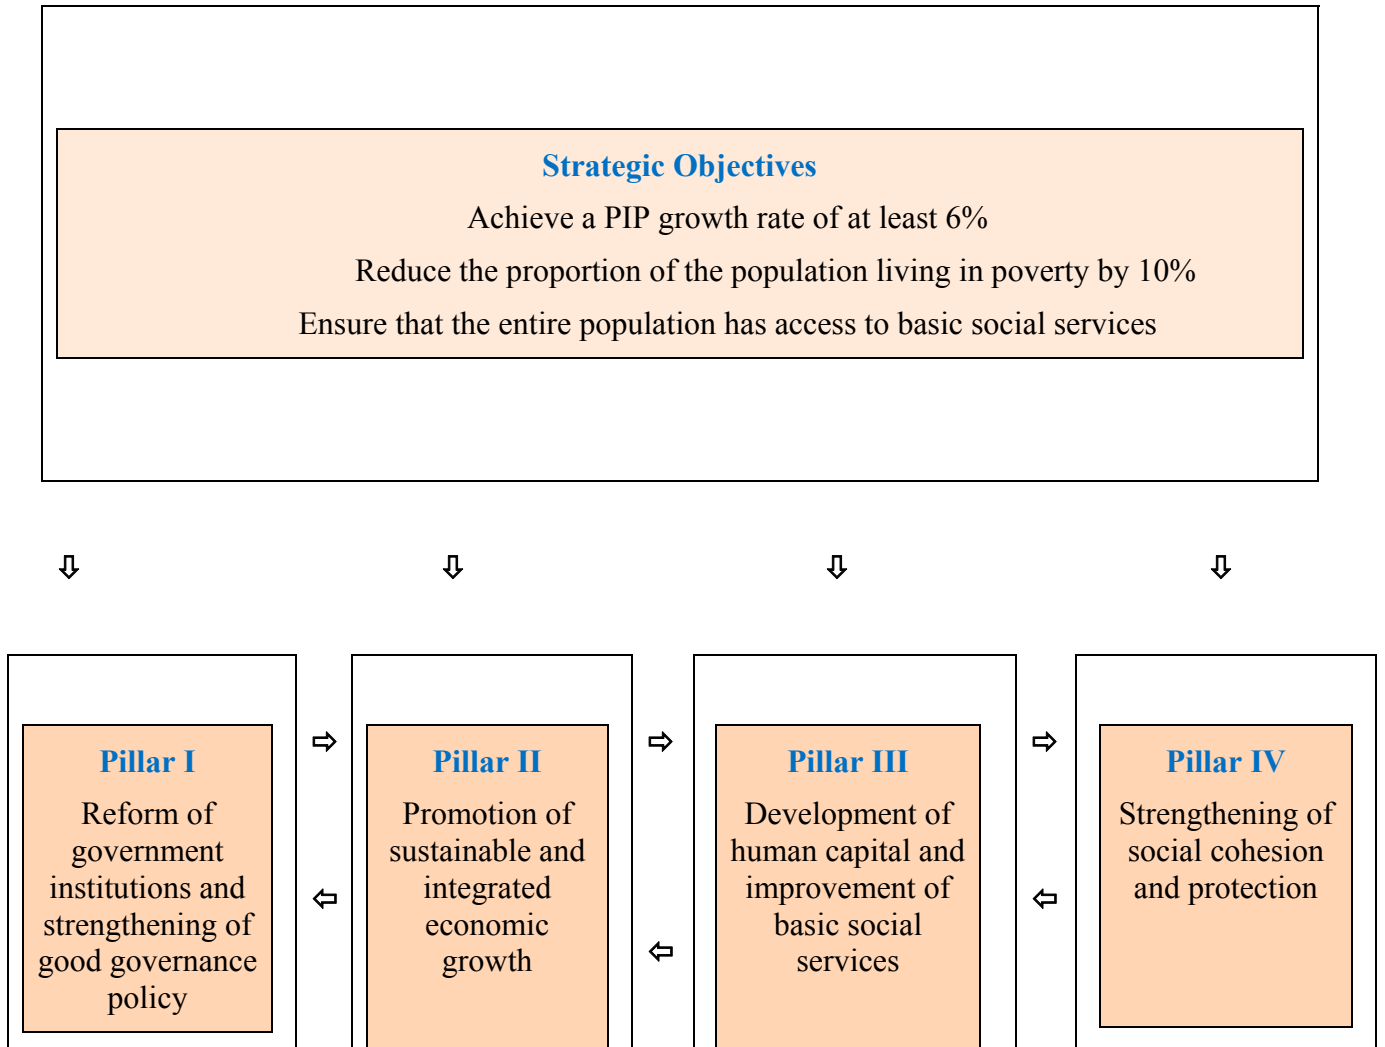 Strategic Objectives
Achieve a PIP growth rate of at least 6%
Reduce the proportion of the population living in poverty by 10%
Ensure that the entire population has access to basic social services
Pillar I
Reform of
government
institutions and
strengthening of
good governance
policy
Pillar II
Promotion of
sustainable and
integrated
economic
growth
Pillar III
Development of
human capital and
improvement of
basic social
services
Pillar IV
Strengthening of
social cohesion
and protection